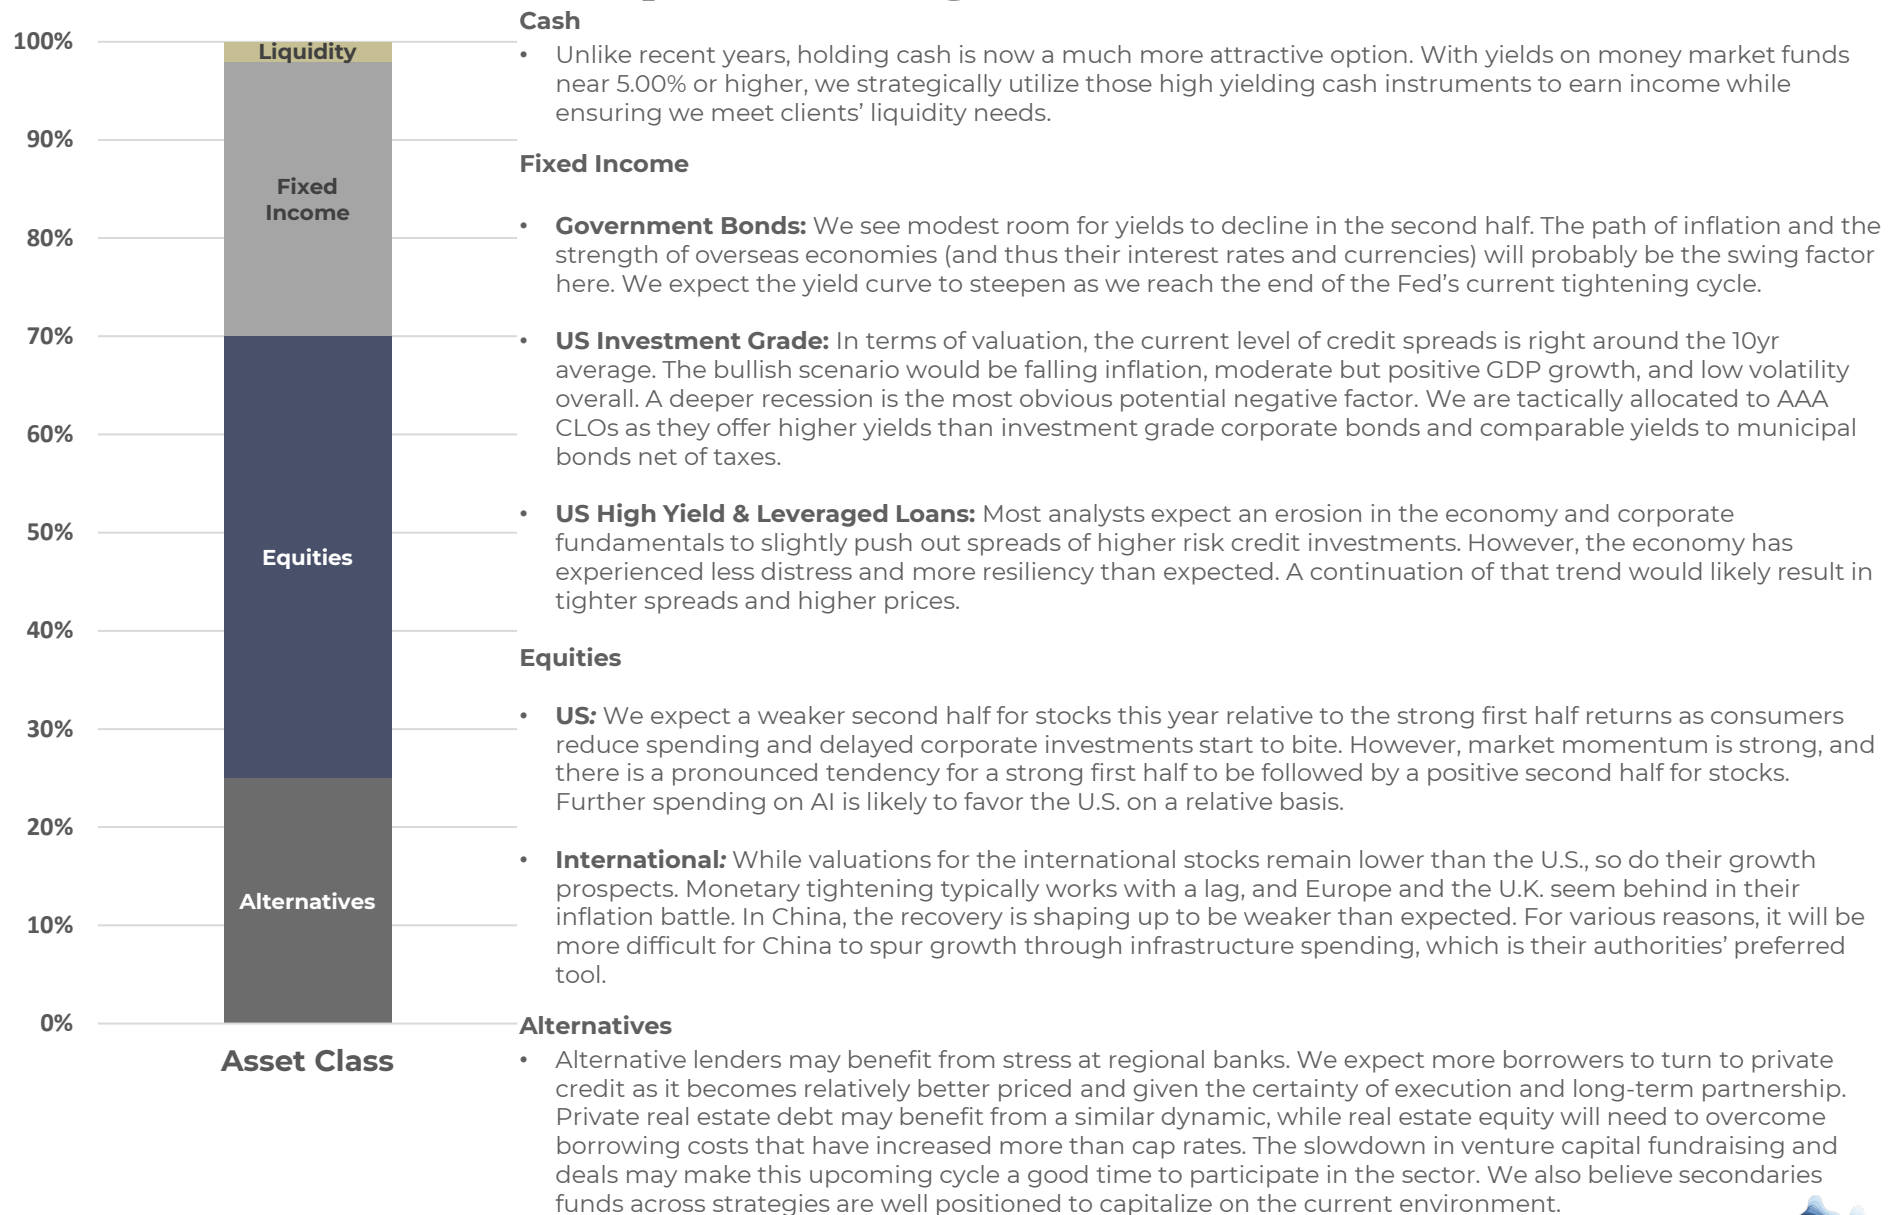 Cash
100%
Liquidity
• Unlike recent years, holding cash is now a much more attractive option. With yields on money market funds
near 5.00% or higher, we strategically utilize those high yielding cash instruments to earn income while
ensuring we meet clients’ liquidity needs.
90%
Fixed Income
Fixed
Income
80%
• Government Bonds: We see modest room for yields to decline in the second half. The path of inflation and the
strength of overseas economies (and thus their interest rates and currencies) will probably be the swing factor
here. We expect the yield curve to steepen as we reach the end of the Fed’s current tightening cycle.
70%
• US Investment Grade: In terms of valuation, the current level of credit spreads is right around the 10yr
average. The bullish scenario would be falling inflation, moderate but positive GDP growth, and low volatility
overall. A deeper recession is the most obvious potential negative factor. We are tactically allocated to AAA
CLOs as they offer higher yields than investment grade corporate bonds and comparable yields to municipal
bonds net of taxes.
60%
50%
• US High Yield & Leveraged Loans: Most analysts expect an erosion in the economy and corporate
fundamentals to slightly push out spreads of higher risk credit investments. However, the economy has
experienced less distress and more resiliency than expected. A continuation of that trend would likely result in
tighter spreads and higher prices.
Equities
40%
Equities
30%
• US: We expect a weaker second half for stocks this year relative to the strong first half returns as consumers
reduce spending and delayed corporate investments start to bite. However, market momentum is strong, and
there is a pronounced tendency for a strong first half to be followed by a positive second half for stocks.
Further spending on AI is likely to favor the U.S. on a relative basis.
20%
• International: While valuations for the international stocks remain lower than the U.S., so do their growth
prospects. Monetary tightening typically works with a lag, and Europe and the U.K. seem behind in their
inflation battle. In China, the recovery is shaping up to be weaker than expected. For various reasons, it will be
more difficult for China to spur growth through infrastructure spending, which is their authorities’ preferred
tool.
Alternatives
10%
0%
Asset Class
Alternatives
• Alternative lenders may benefit from stress at regional banks. We expect more borrowers to turn to private
credit as it becomes relatively better priced and given the certainty of execution and long-term partnership.
Private real estate debt may benefit from a similar dynamic, while real estate equity will need to overcome
borrowing costs that have increased more than cap rates. The slowdown in venture capital fundraising and
deals may make this upcoming cycle a good time to participate in the sector. We also believe secondaries
funds across strategies are well positioned to capitalize on the current environment.